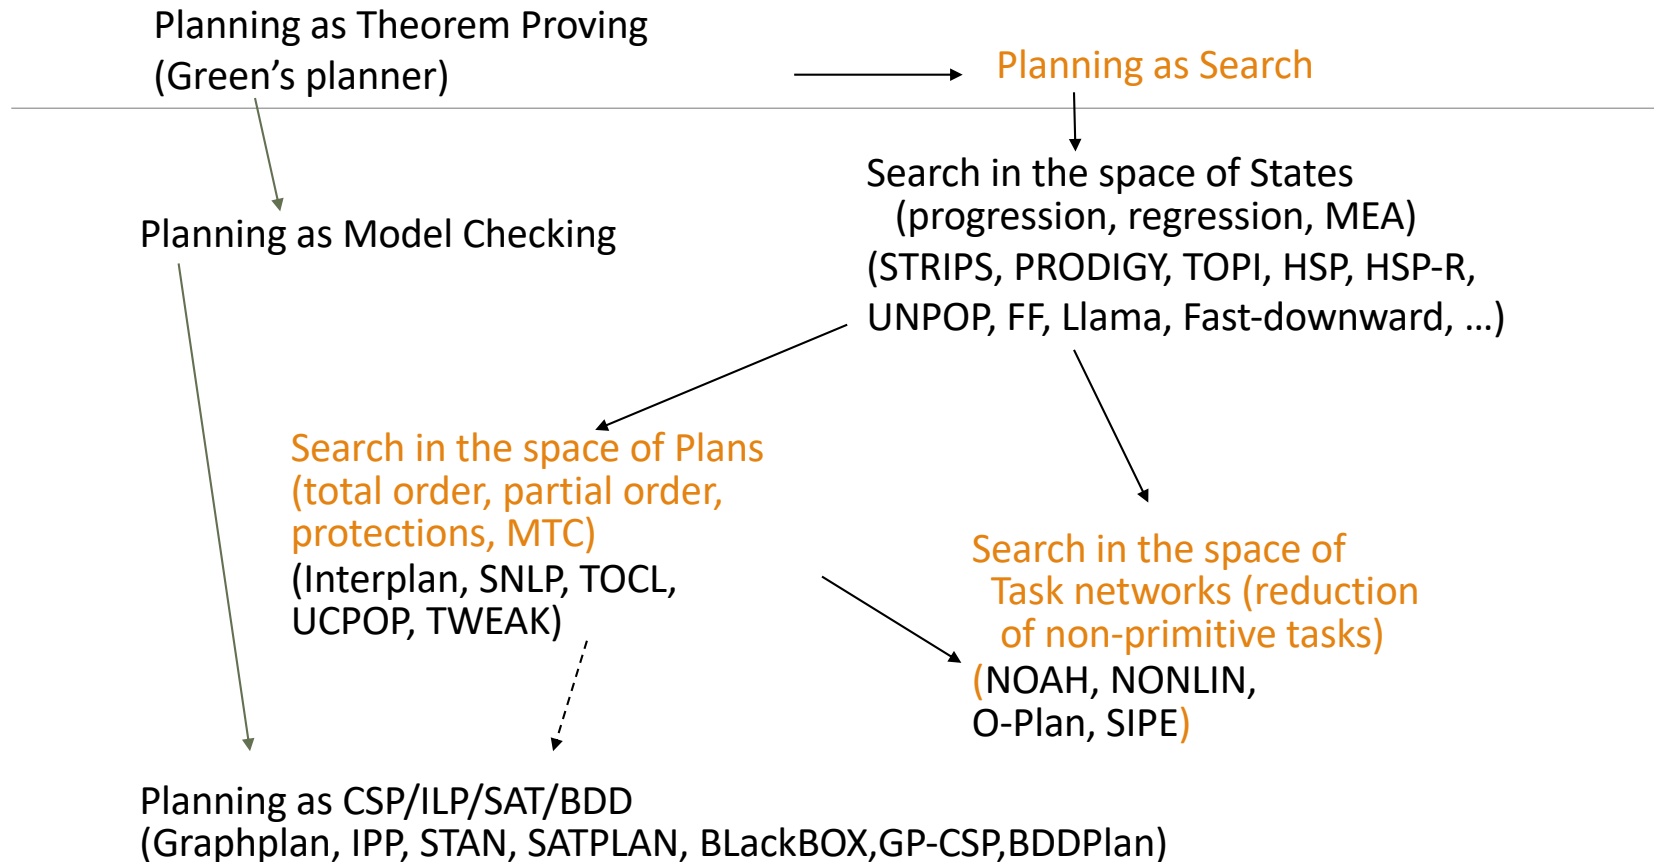 Planning as Theorem Proving
(Green’s planner)
Planning as Search
Search in the space of States
(progression, regression, MEA)
(STRIPS, PRODIGY, TOPI, HSP, HSP-R,
UNPOP, FF, Llama, Fast-downward, ...)
Planning as Model Checking
Search in the space of Plans
(total order, partial order,
protections, MTC)
(Interplan, SNLP, TOCL,
UCPOP, TWEAK)
Search in the space of
Task networks (reduction
of non-primitive tasks)
(NOAH, NONLIN,
O-Plan, SIPE)
Planning as CSP/ILP/SAT/BDD
(Graphplan, IPP, STAN, SATPLAN, BLackBOX,GP-CSP,BDDPlan)